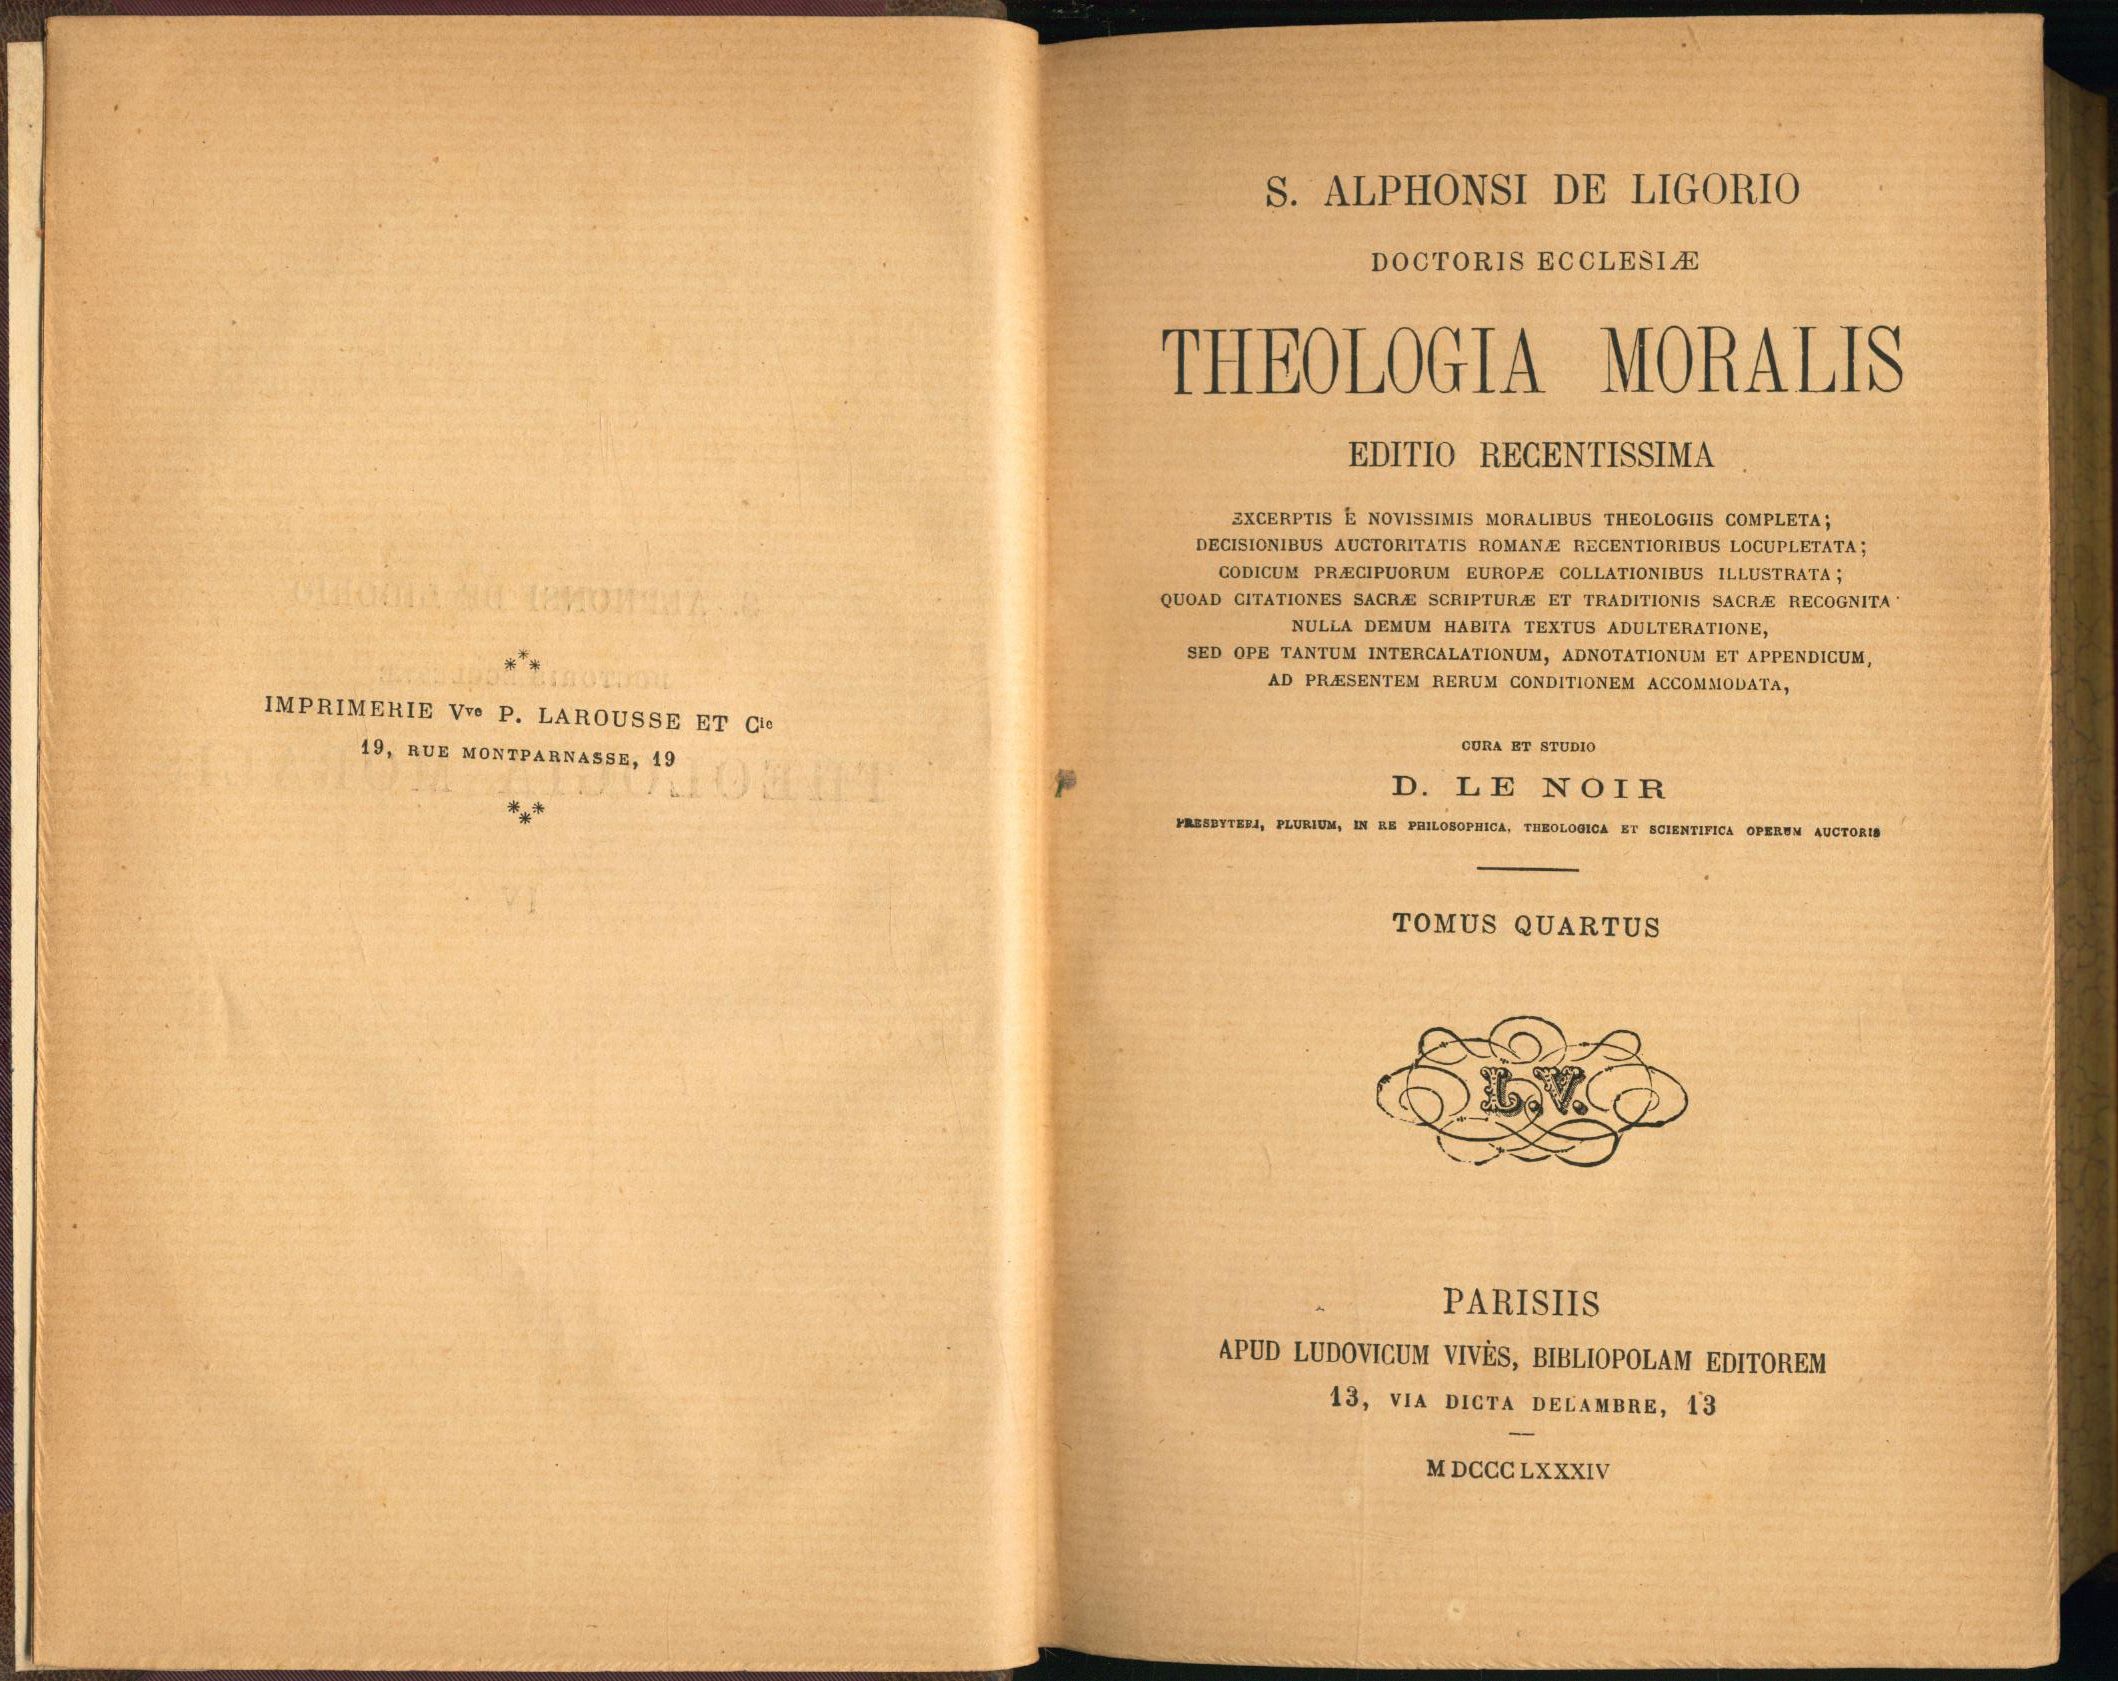 IMPRIMERIE Vve P. LAROUSSE ET Cie
19, RUE MONTPARNASSE, 19
S. ALPHONSI DE LIGORIO
DOCTORIS ECCLESIÆ
THEOLOGIA MORALIS
EDITIO RECENTISSIMA
EXCERPTIS E NOVISSIMIS MORALIBUS THEOLOGIIS COMPLETA;
DECISIONIBUS AUCTORITATIS ROMANÆ RECENTIORIBUS LOCUPLETATA;
CODICUM PRÆCIPUORUM EUROPÆ COLLATIONIBUS ILLUSTRATA;
QUOAD CITATIONES SACRÆ SCRIPTURÆ ET TRADITIONIS SACRÆ RECOGNITA
NULLA DEMUM HABITA TEXTUS ADULTERATIONE,
SED OPE TANTUM INTERCALATIONUM, ADNOTATIONUM ET APPENDICUM,
AD PRÆSENTEM RERUM CONDITIONEM ACCOMMODATA,
CURA ET STUDIO
D. LE NOIR
PRESBYTERI, PLURIUM, IN RE PHILOSOPHICA, THEOLOGICA ET SCIENTIFICA OPERUM AUCTORIS
TOMUS QUARTUS
L.V.
PARISIIS
APUD LUDOVICUM VIVÈS, BIBLIOPOLAM EDITOREM
13, VIA DICTA DELAMBRE, 13
MDCCCLXXXIV